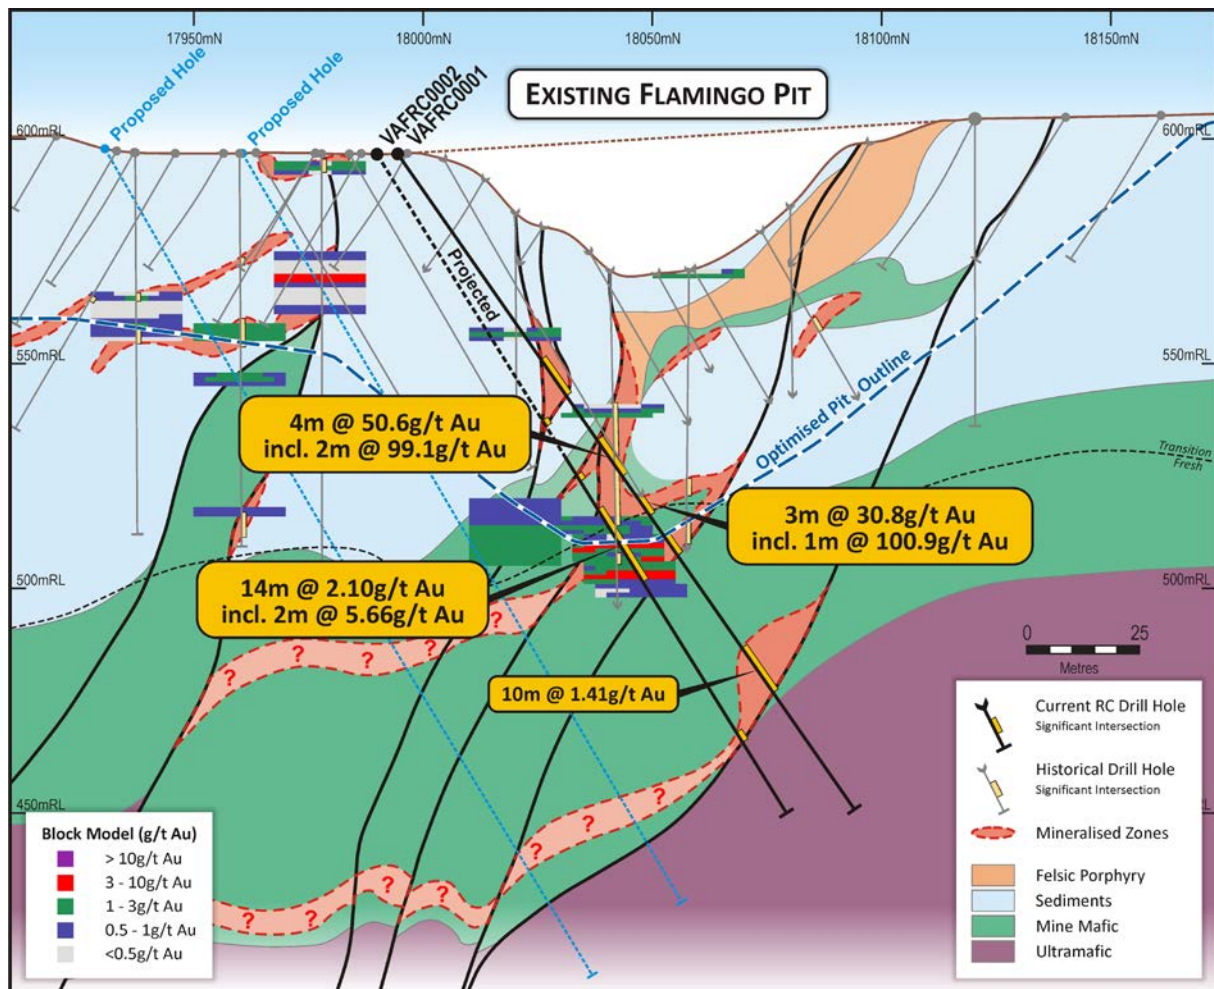 17950mN
18000mN
18050mN
18100mN
18150mN
Proposed Hole
Proposed Hole
VAFRC0002
VAFRC0001
EXISTING FLAMINGO PIT
600mRL
600mRL
Projected
550mRL
550mRL
4m @ 50.6g/t Au
incl. 2m @ 99.1g/t Au
Optimised Pit Outline
Transition
Fresh
3m @ 30.8g/t Au
incl. 1m @ 100.9g/t Au
14m @ 2.10g/t Au
incl. 2m @ 5.66g/t Au
500mRL
500mRL
? ? ? ? ? ?
0 25
Metres
10m @ 1.41g/t Au
Current RC Drill Hole
Significant Intersection
Historical Drill Hole
Significant Intersection
Mineralised Zones
Felsic Porphyry
Sediments
Mine Mafic
Ultramafic
450mRL
? ? ? ? ? ? ? ?
Block Model (g/t Au)
> 10g/t Au
3 - 10g/t Au
1 - 3g/t Au
0.5 - 1g/t Au
<0.5g/t Au